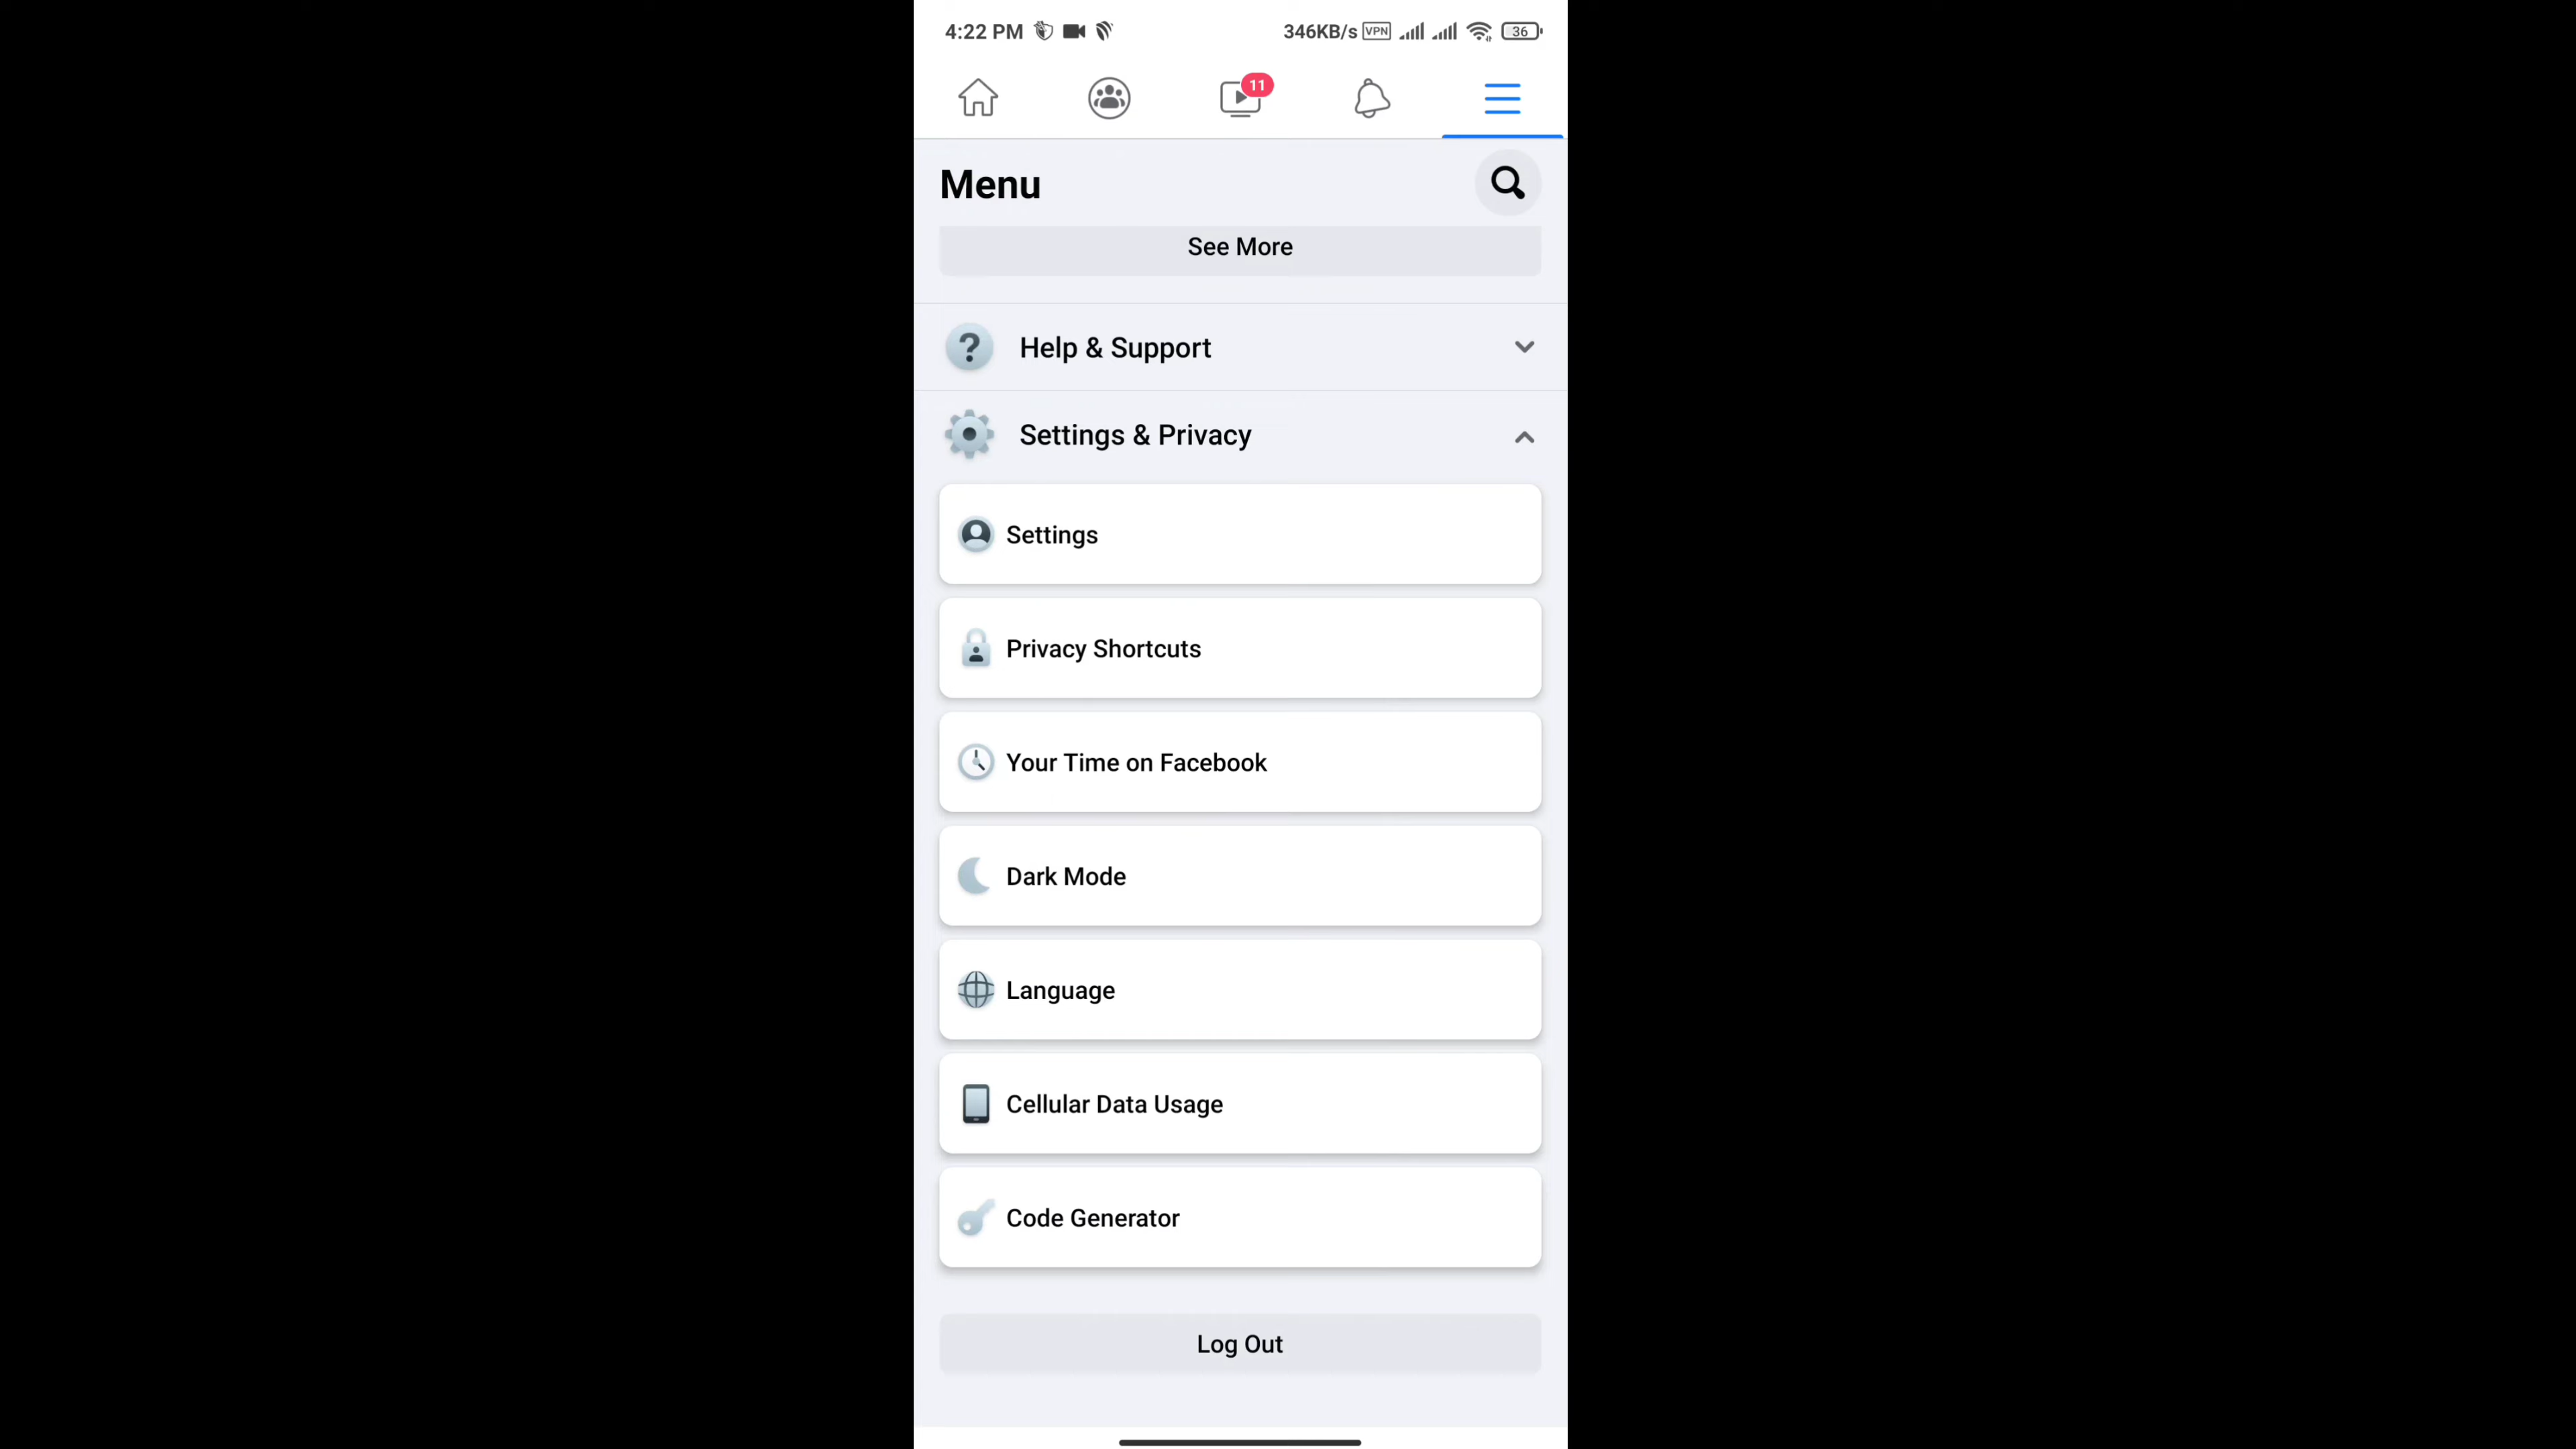 4:22 PM 346KB/s VPN 36
11
Menu
See More
Help & Support
Settings & Privacy
Settings
Privacy Shortcuts
Your Time on Facebook
Dark Mode
Language
Cellular Data Usage
Code Generator
Log Out